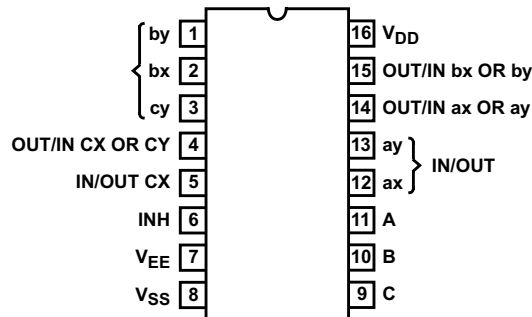 by 1
bx 2
cy 3
OUT/IN CX OR CY 4
IN/OUT CX 5
INH 6
VEE 7
VSS 8
16 VDD
15 OUT/IN bx OR by
14 OUT/IN ax OR ay
13 ay
12 ax
IN/OUT
11 A
10 B
9 C